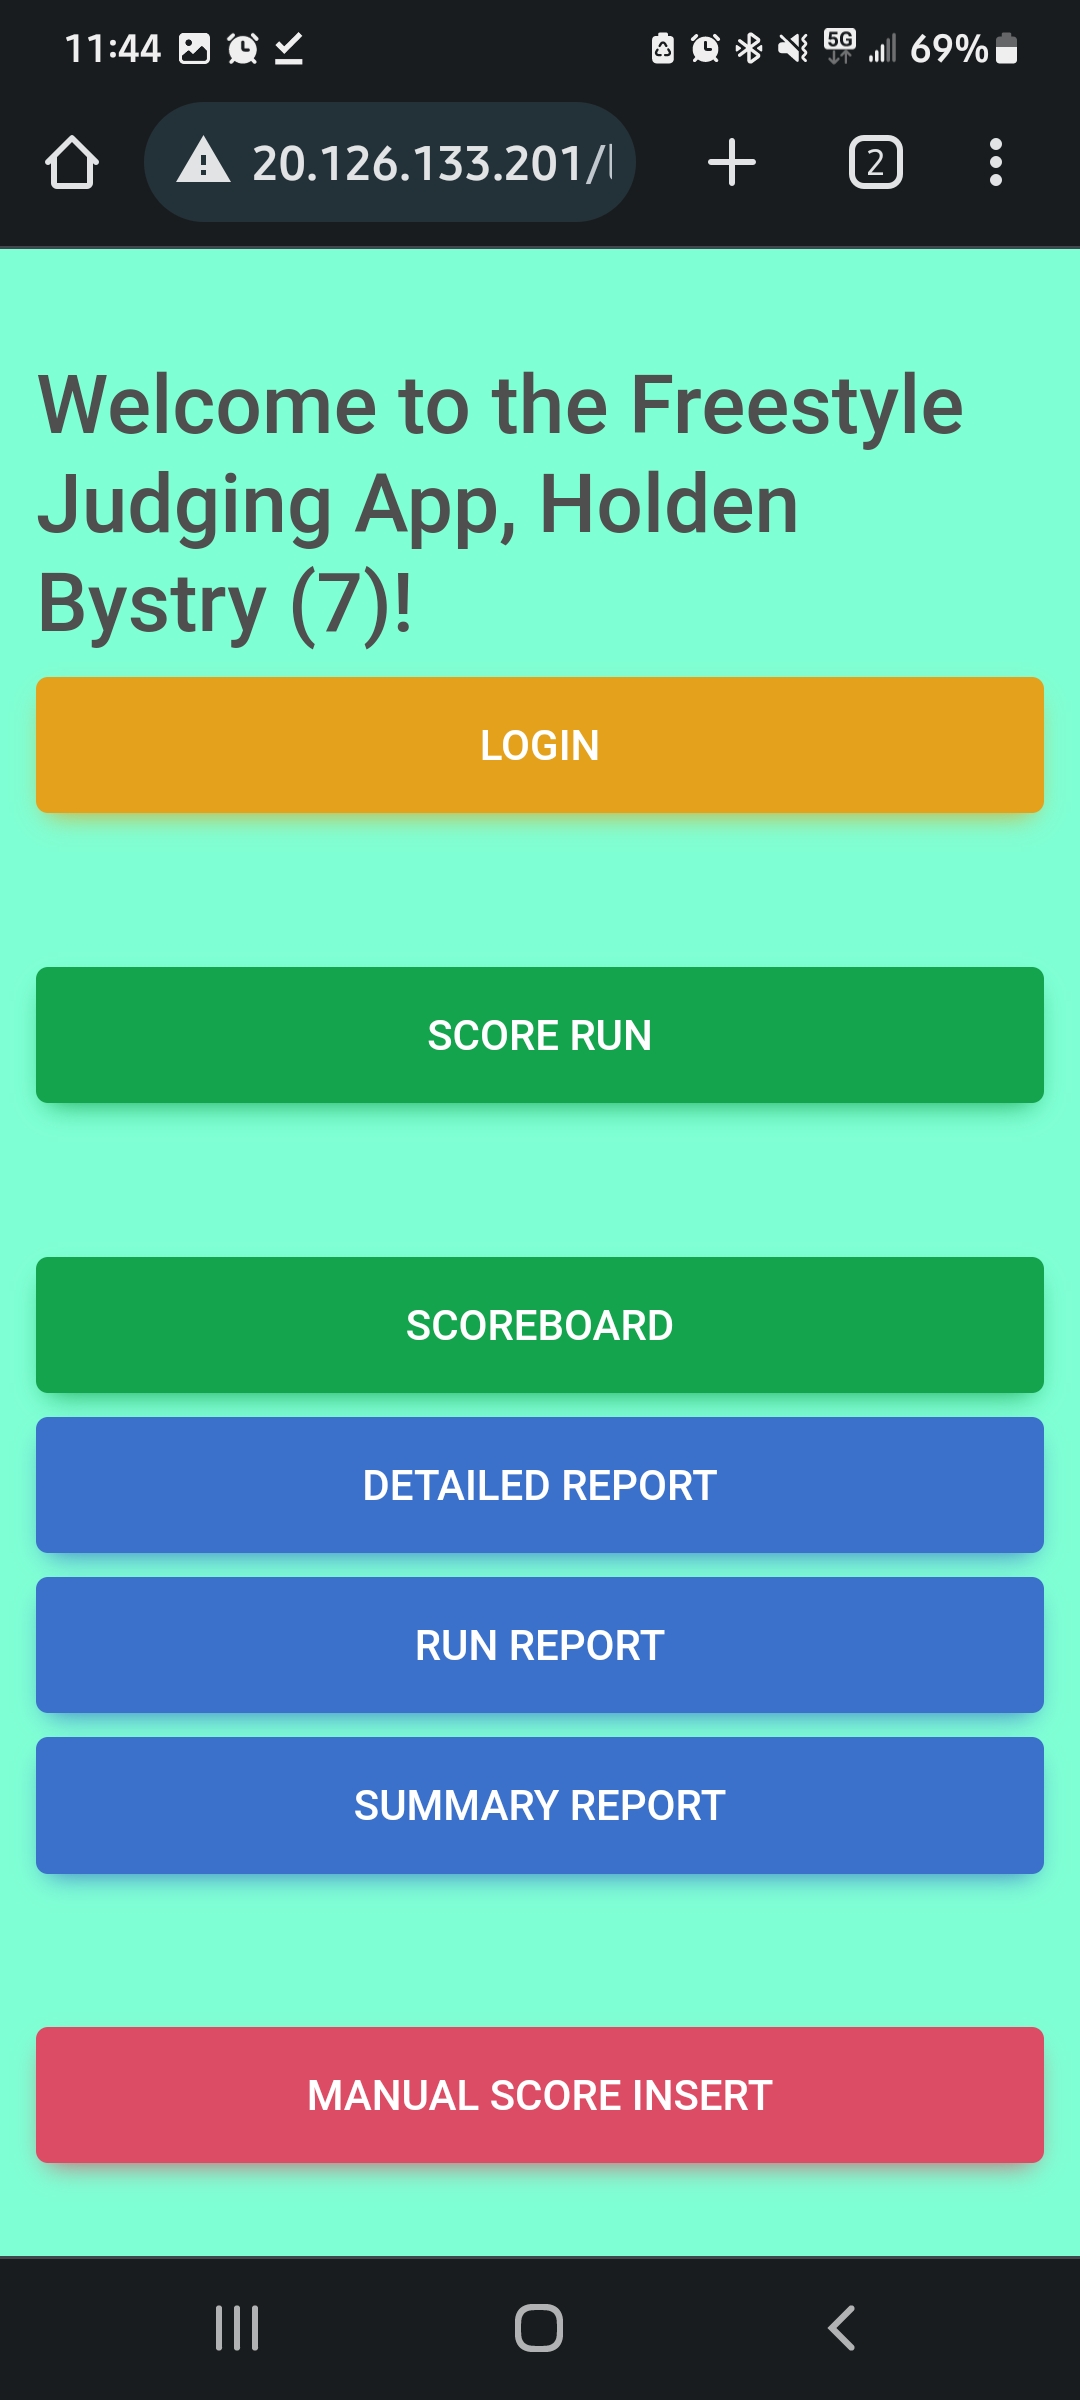 11:44 5G 69%
20.126.133.201/ 2
Welcome to the Freestyle
Judging App, Holden
Bystry (7)!
LOGIN
SCORE RUN
SCOREBOARD
DETAILED REPORT
RUN REPORT
SUMMARY REPORT
MANUAL SCORE INSERT